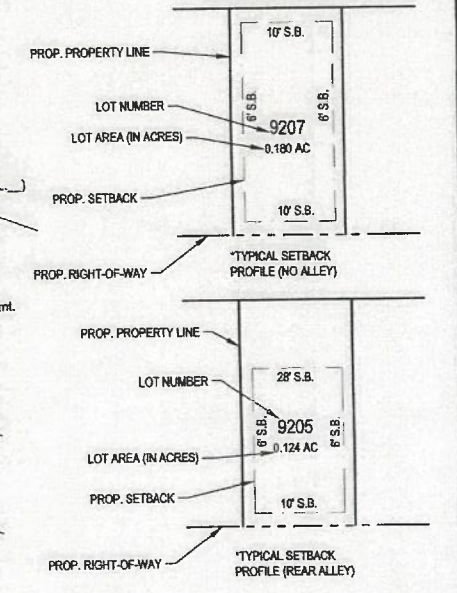 10' S.B.
PROP. PROPERTY LINE
LOT NUMBER
6' S.B.
6' S.B.
9207
LOT AREA (IN ACRES)
0.180 AC
PROP. SETBACK
10' S.B.
*TYPICAL SETBACK
PROFILE (NO ALLEY)
PROP. RIGHT-OF-WAY
PROP. PROPERTY LINE
28' S.B.
LOT NUMBER
6' S.B.
6' S.B.
9205
0.124 AC
LOT AREA (IN ACRES)
PROP. SETBACK
10' S.B.
*TYPICAL SETBACK
PROFILE (REAR ALLEY)
PROP. RIGHT-OF-WAY